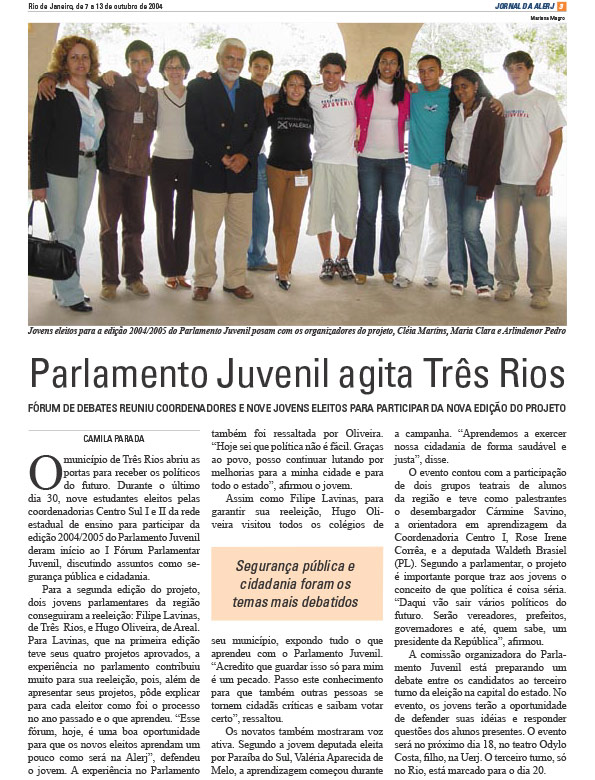 Rio de Janeiro, de 7 a 13 de outubro de 2004
JORNAL DA ALERJ 3
Mariana Magro
VALÉRIA
Jovens eleitos para a edição 2004/2005 do Parlamento Juvenil posam com os organizadores do projeto, Cléia Martins, Maria Clara e Arlindenor Pedro
Parlamento Juvenil agita Três Rios
FÓRUM DE DEBATES REUNIU COORDENADORES E NOVE JOVENS ELEITOS PARA PARTICIPAR DA NOVA EDIÇÃO DO PROJETO
CAMILA PARADA
O município de Três Rios abriu as
portas para receber os políticos
do futuro. Durante o último
dia 30, nove estudantes eleitos pelas
coordenadorias Centro Sul I e II da rede
estadual de ensino para participar da
edição 2004/2005 do Parlamento Juvenil
deram início ao I Fórum Parlamentar
Juvenil, discutindo assuntos como se-
gurança pública e cidadania.
Para a segunda edição do projeto,
dois jovens parlamentares da região
conseguiram a reeleição: Filipe Lavinas,
de Três Rios, e Hugo Oliveira, de Areal.
Para Lavinas, que na primeira edição
teve seus quatro projetos aprovados, a
experiência no parlamento contribuiu
muito para sua reeleição, pois, além de
apresentar seus projetos, pôde explicar
para cada eleitor como foi o processo
no ano passado e o que aprendeu. “Esse
fórum, hoje, é uma boa oportunidade
para que os novos eleitos aprendam um
pouco como será na Alerj”, defendeu
o jovem. A experiência no Parlamento
também foi ressaltada por Oliveira.
“Hoje sei que política não é fácil. Graças
ao povo, posso continuar lutando por
melhorias para a minha cidade e para
todo o estado”, afirmou o jovem.
Assim como Filipe Lavinas, para
garantir sua reeleição, Hugo Oli-
veira visitou todos os colégios de
Segurança pública e
cidadania foram os
temas mais debatidos
seu município, expondo tudo o que
aprendeu com o Parlamento Juvenil.
“Acredito que guardar isso só para mim
é um pecado. Passo este conhecimento
para que também outras pessoas se
tornem cidadãs críticas e saibam votar
certo”, ressaltou.
Os novatos também mostraram voz
ativa. Segundo a jovem deputada eleita
por Paraíba do Sul, Valéria Aparecida de
Melo, a aprendizagem começou durante
a campanha. “Aprendemos a exercer
nossa cidadania de forma saudável e
justa”, disse.
O evento contou com a participação
de dois grupos teatrais de alunos
da região e teve como palestrantes
o desembargador Cármine Savino,
a orientadora em aprendizagem da
Coordenadoria Centro I, Rose Irene
Corrêa, e a deputada Waldeth Brasiel
(PL). Segundo a parlamentar, o projeto
é importante porque traz aos jovens o
conceito de que política é coisa séria.
“Daqui vão sair vários políticos do
futuro. Serão vereadores, prefeitos,
governadores e até, quem sabe, um
presidente da República”, afirmou.
A comissão organizadora do Parla-
mento Juvenil está preparando um
debate entre os candidatos ao terceiro
turno da eleição na capital do estado. No
evento, os jovens terão a oportunidade
de defender suas idéias e responder
questões dos alunos presentes. O evento
será no próximo dia 18, no teatro Odylo
Costa, filho, na Uerj. O terceiro turno, só
no Rio, está marcado para o dia 20.